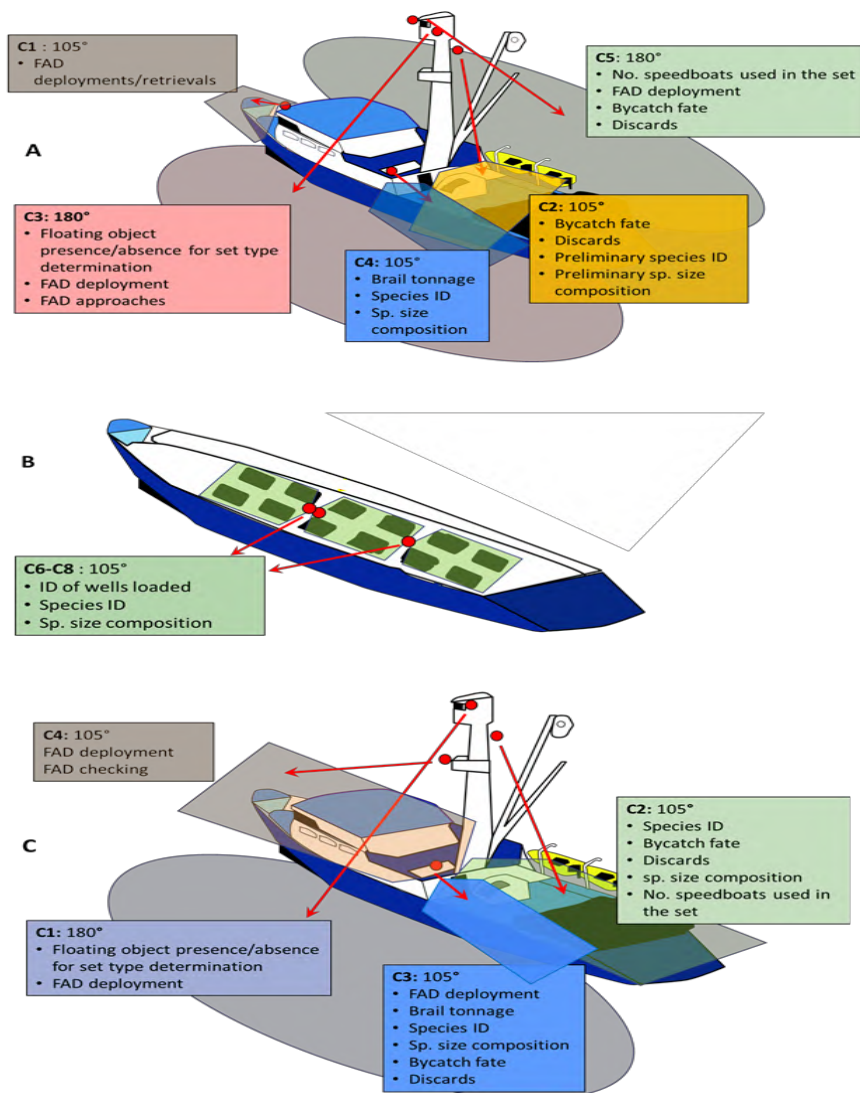 C1 : 105°
• FAD
deployments/retrievals
C5: 180°
• No. speedboats used in the set
• FAD deployment
• Bycatch fate
• Discards
A
C3: 180°
• Floating object
presence/absence for set type
determination
• FAD deployment
• FAD approaches
C4: 105°
• Brail tonnage
• Species ID
• Sp. size
composition
C2: 105°
• Bycatch fate
• Discards
• Preliminary species ID
• Preliminary sp. size
composition
B
C6-C8 : 105°
• ID of wells loaded
• Species ID
• Sp. size composition
C4: 105°
FAD deployment
FAD checking
C2: 105°
• Species ID
• Bycatch fate
• Discards
• sp. size composition
• No. speedboats used in
the set
C
C1: 180°
• Floating object presence/absence
for set type determination
• FAD deployment
C3: 105°
• FAD deployment
• Brail tonnage
• Species ID
• Sp. size composition
• Bycatch fate
• Discards